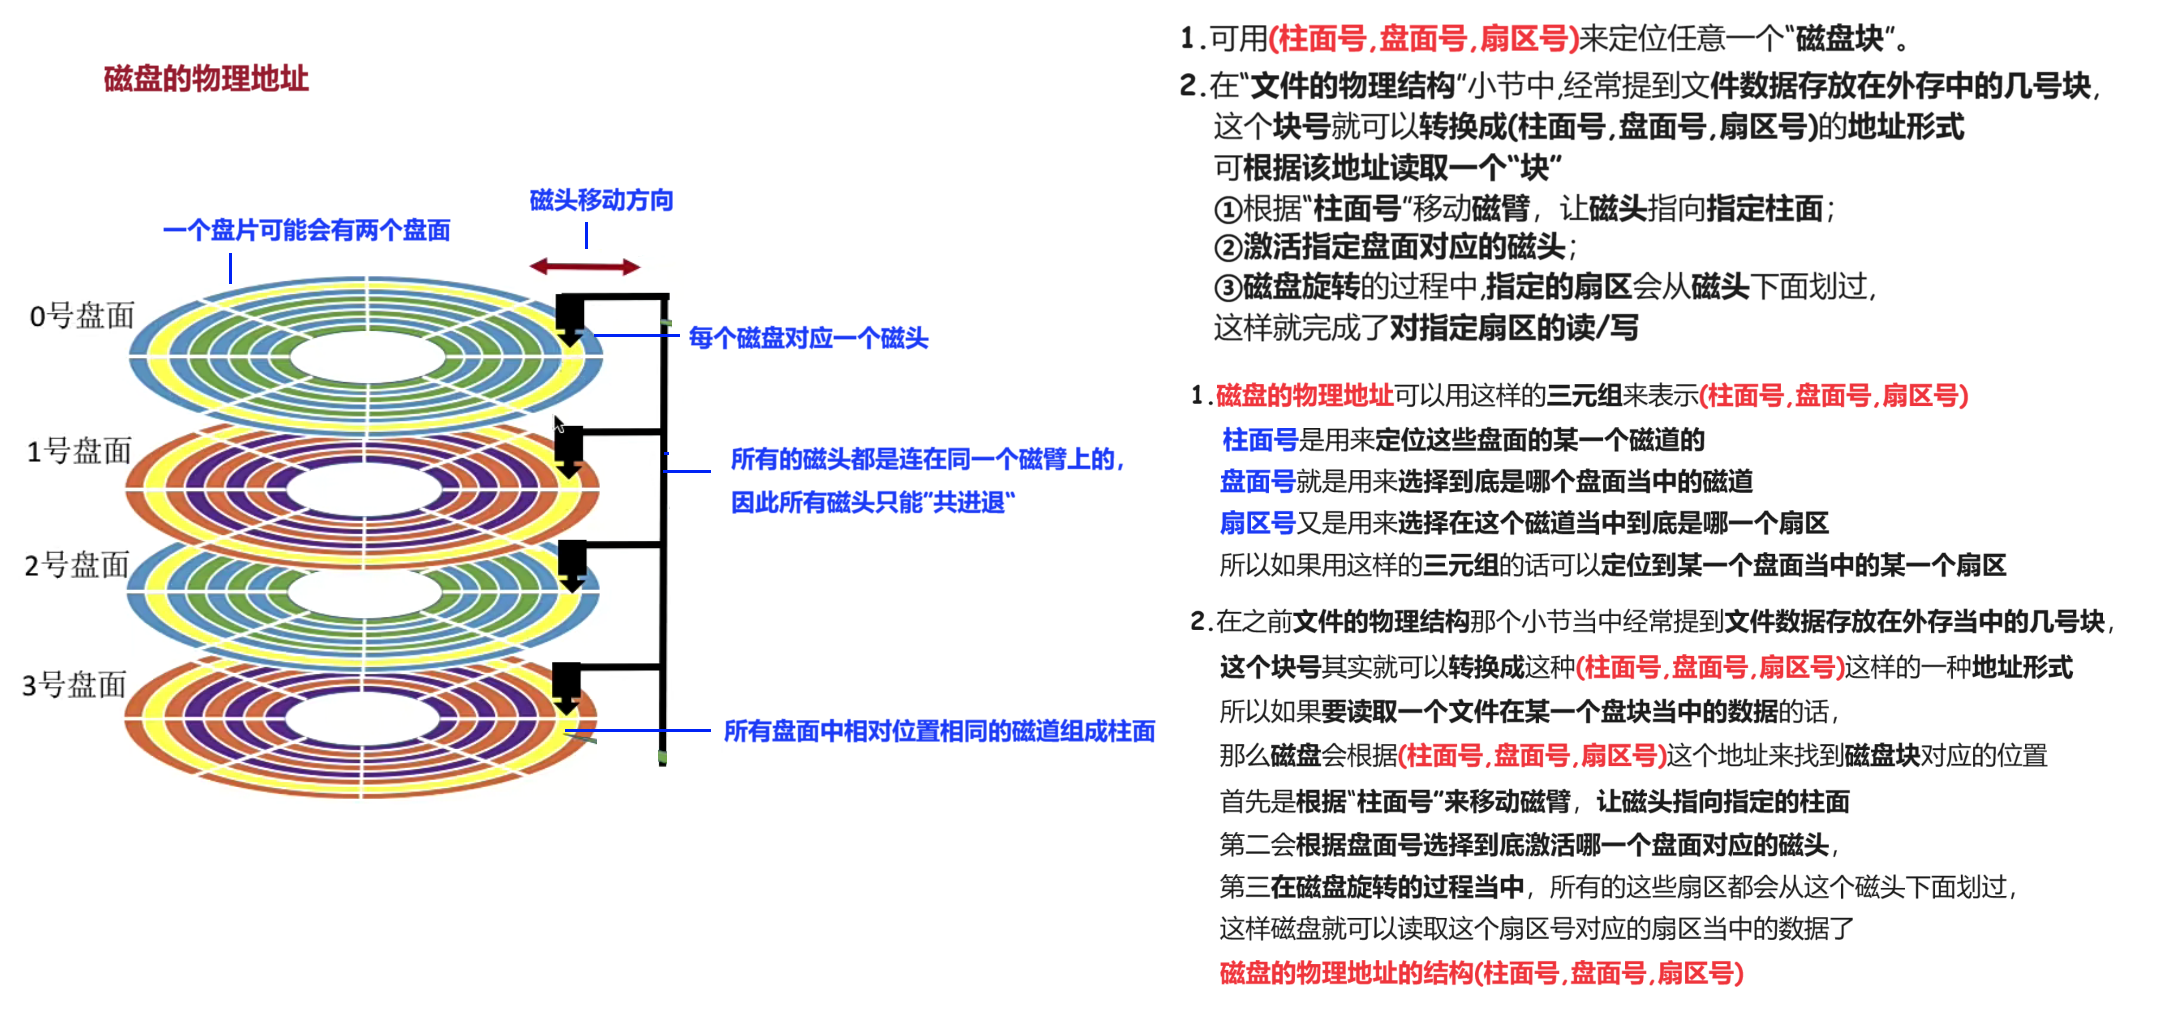 磁盘的物理地址
磁头移动方向
一个盘片可能会有两个盘面
0号盘面
每个磁盘对应一个磁头
1号盘面
所有的磁头都是连在同一个磁臂上的，
因此所有磁头只能"共进退"
2号盘面
3号盘面
所有盘面中相对位置相同的磁道组成柱面
1.可用(柱面号,盘面号,扇区号)来定位任意一个"磁盘块"。
2.在"文件的物理结构"小节中,经常提到文件数据存放在外存中的几号块,
这个块号就可以转换成(柱面号,盘面号,扇区号)的地址形式
可根据该地址读取一个"块"
①根据"柱面号"移动磁臂，让磁头指向指定柱面；
②激活指定盘面对应的磁头；
③磁盘旋转的过程中,指定的扇区会从磁头下面划过,
这样就完成了对指定扇区的读/写
1.磁盘的物理地址可以用这样的三元组来表示(柱面号,盘面号,扇区号)
柱面号是用来定位这些盘面的某一个磁道的
盘面号就是用来选择到底是哪个盘面当中的磁道
扇区号又是用来选择在这个磁道当中到底是哪一个扇区
所以如果用这样的三元组的话可以定位到某一个盘面当中的某一个扇区
2.在之前文件的物理结构那个小节当中经常提到文件数据存放在外存当中的几号块，
这个块号其实就可以转换成这种(柱面号,盘面号,扇区号)这样的一种地址形式
所以如果要读取一个文件在某一个盘块当中的数据的话，
那么磁盘会根据(柱面号,盘面号,扇区号)这个地址来找到磁盘块对应的位置
首先是根据"柱面号"来移动磁臂，让磁头指向指定的柱面
第二会根据盘面号选择到底激活哪一个盘面对应的磁头，
第三在磁盘旋转的过程当中，所有的这些扇区都会从这个磁头下面划过，
这样磁盘就可以读取这个扇区号对应的扇区当中的数据了
磁盘的物理地址的结构(柱面号,盘面号,扇区号)